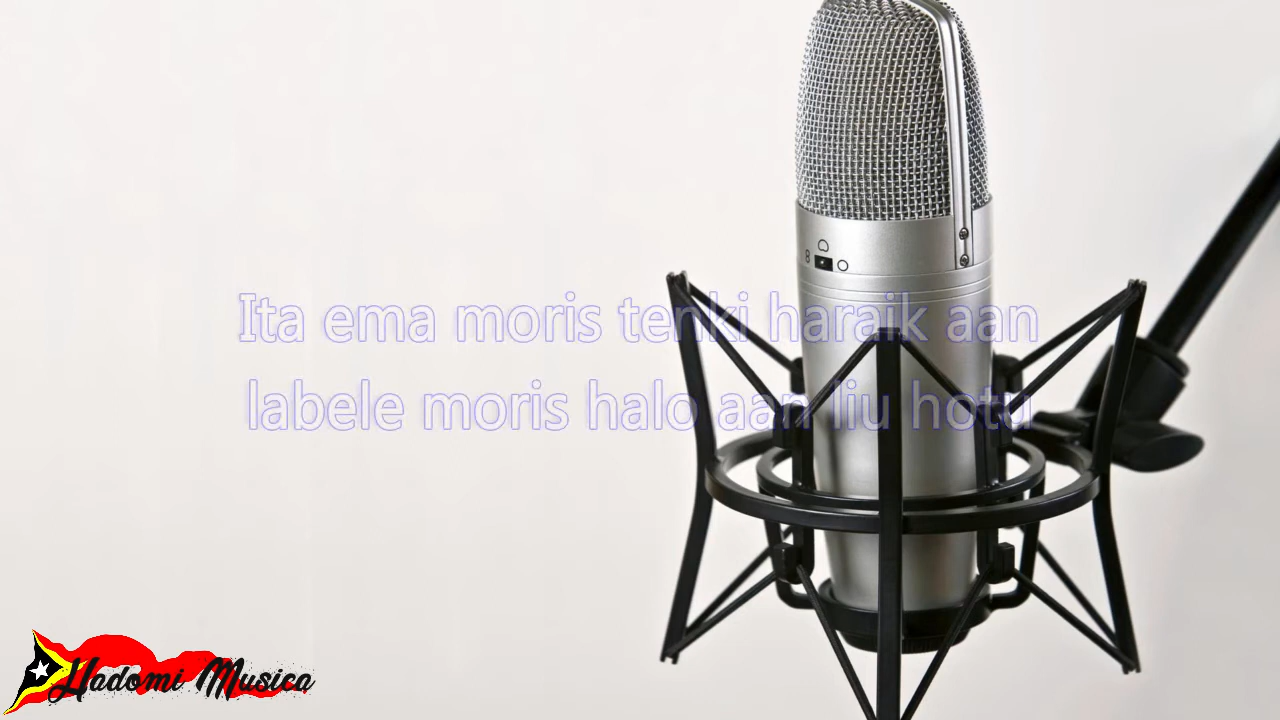 Ita ema moris tenki haraik aan
labele moris halo aan liu hotu
Hadomi Musica